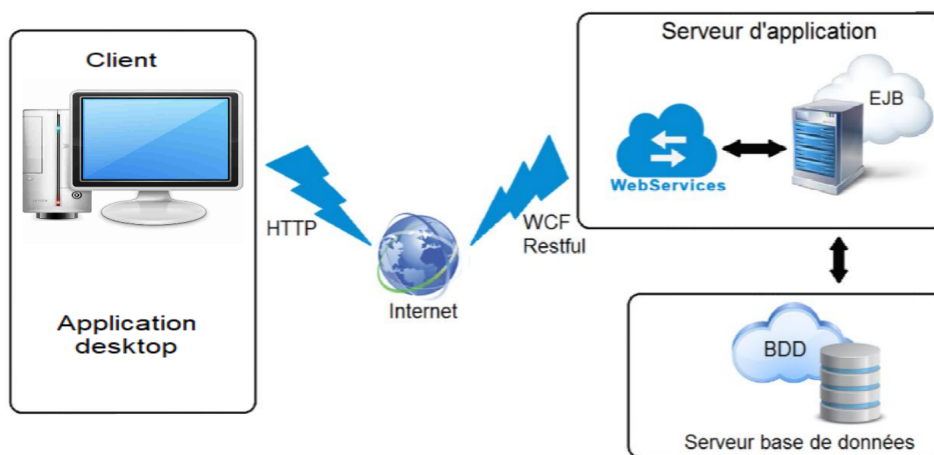 Client
Application
desktop
HTTP
Internet
WCF
Restful
Serveur d'application
WebServices
EJB
BDD
Serveur base de données